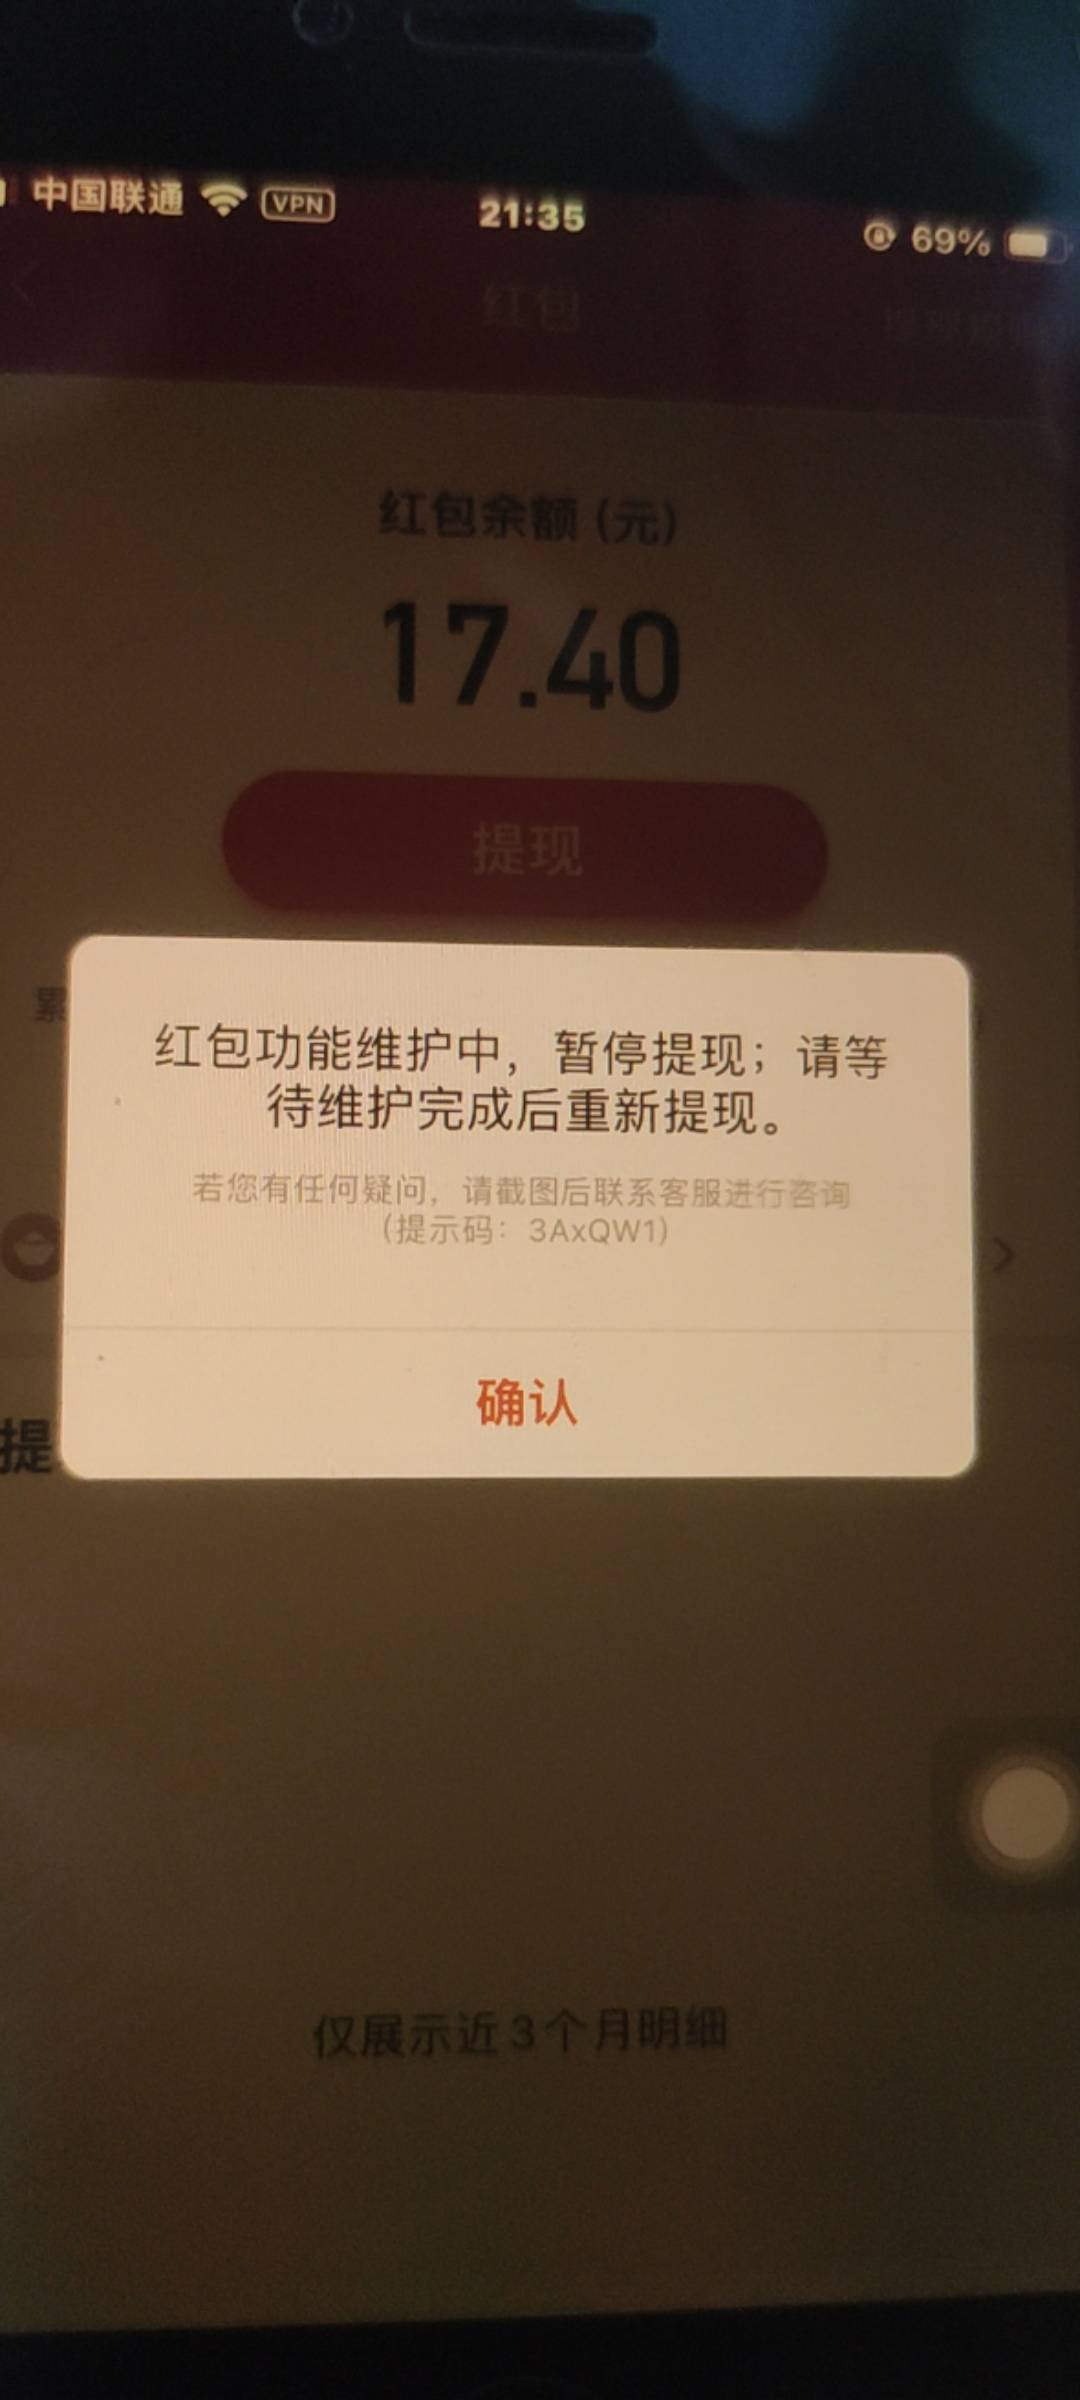 中国联通 VPN 21:35 69%
红包
红包余额 (元)
17.40
提现
累
红包功能维护中，暂停提现；请等
待维护完成后重新提现。
若您有任何疑问，请截图后联系客服进行咨询
(提示码：3AxQW1)
确认
提
仅展示近3个月明细